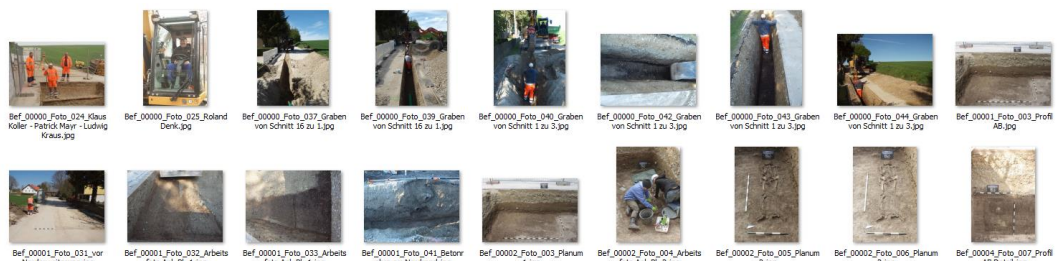 Bef_00000_Foto_024_Klaus
Koller - Patrick Mayr - Ludwig
Kraus.jpg
Bef_00000_Foto_025_Roland
Denk.jpg
Bef_00000_Foto_037_Graben
von Schnitt 16 zu 1.jpg
Bef_00000_Foto_039_Graben
von Schnitt 16 zu 1.jpg
Bef_00000_Foto_040_Graben
von Schnitt 1 zu 3.jpg
Bef_00000_Foto_042_Graben
von Schnitt 1 zu 3.jpg
Bef_00000_Foto_043_Graben
von Schnitt 1 zu 3.jpg
Bef_00000_Foto_044_Graben
von Schnitt 1 zu 3.jpg
Bef_00001_Foto_003_Profil
AB.jpg
Bef_00001_Foto_031_vor
Bef_00001_Foto_032_Arbeits
Bef_00001_Foto_033_Arbeits
Bef_00001_Foto_041_Betonr
Bef_00002_Foto_003_Planum
Bef_00002_Foto_004_Arbeits
Bef_00002_Foto_005_Planum
Bef_00002_Foto_006_Planum
Bef_00004_Foto_007_Profil